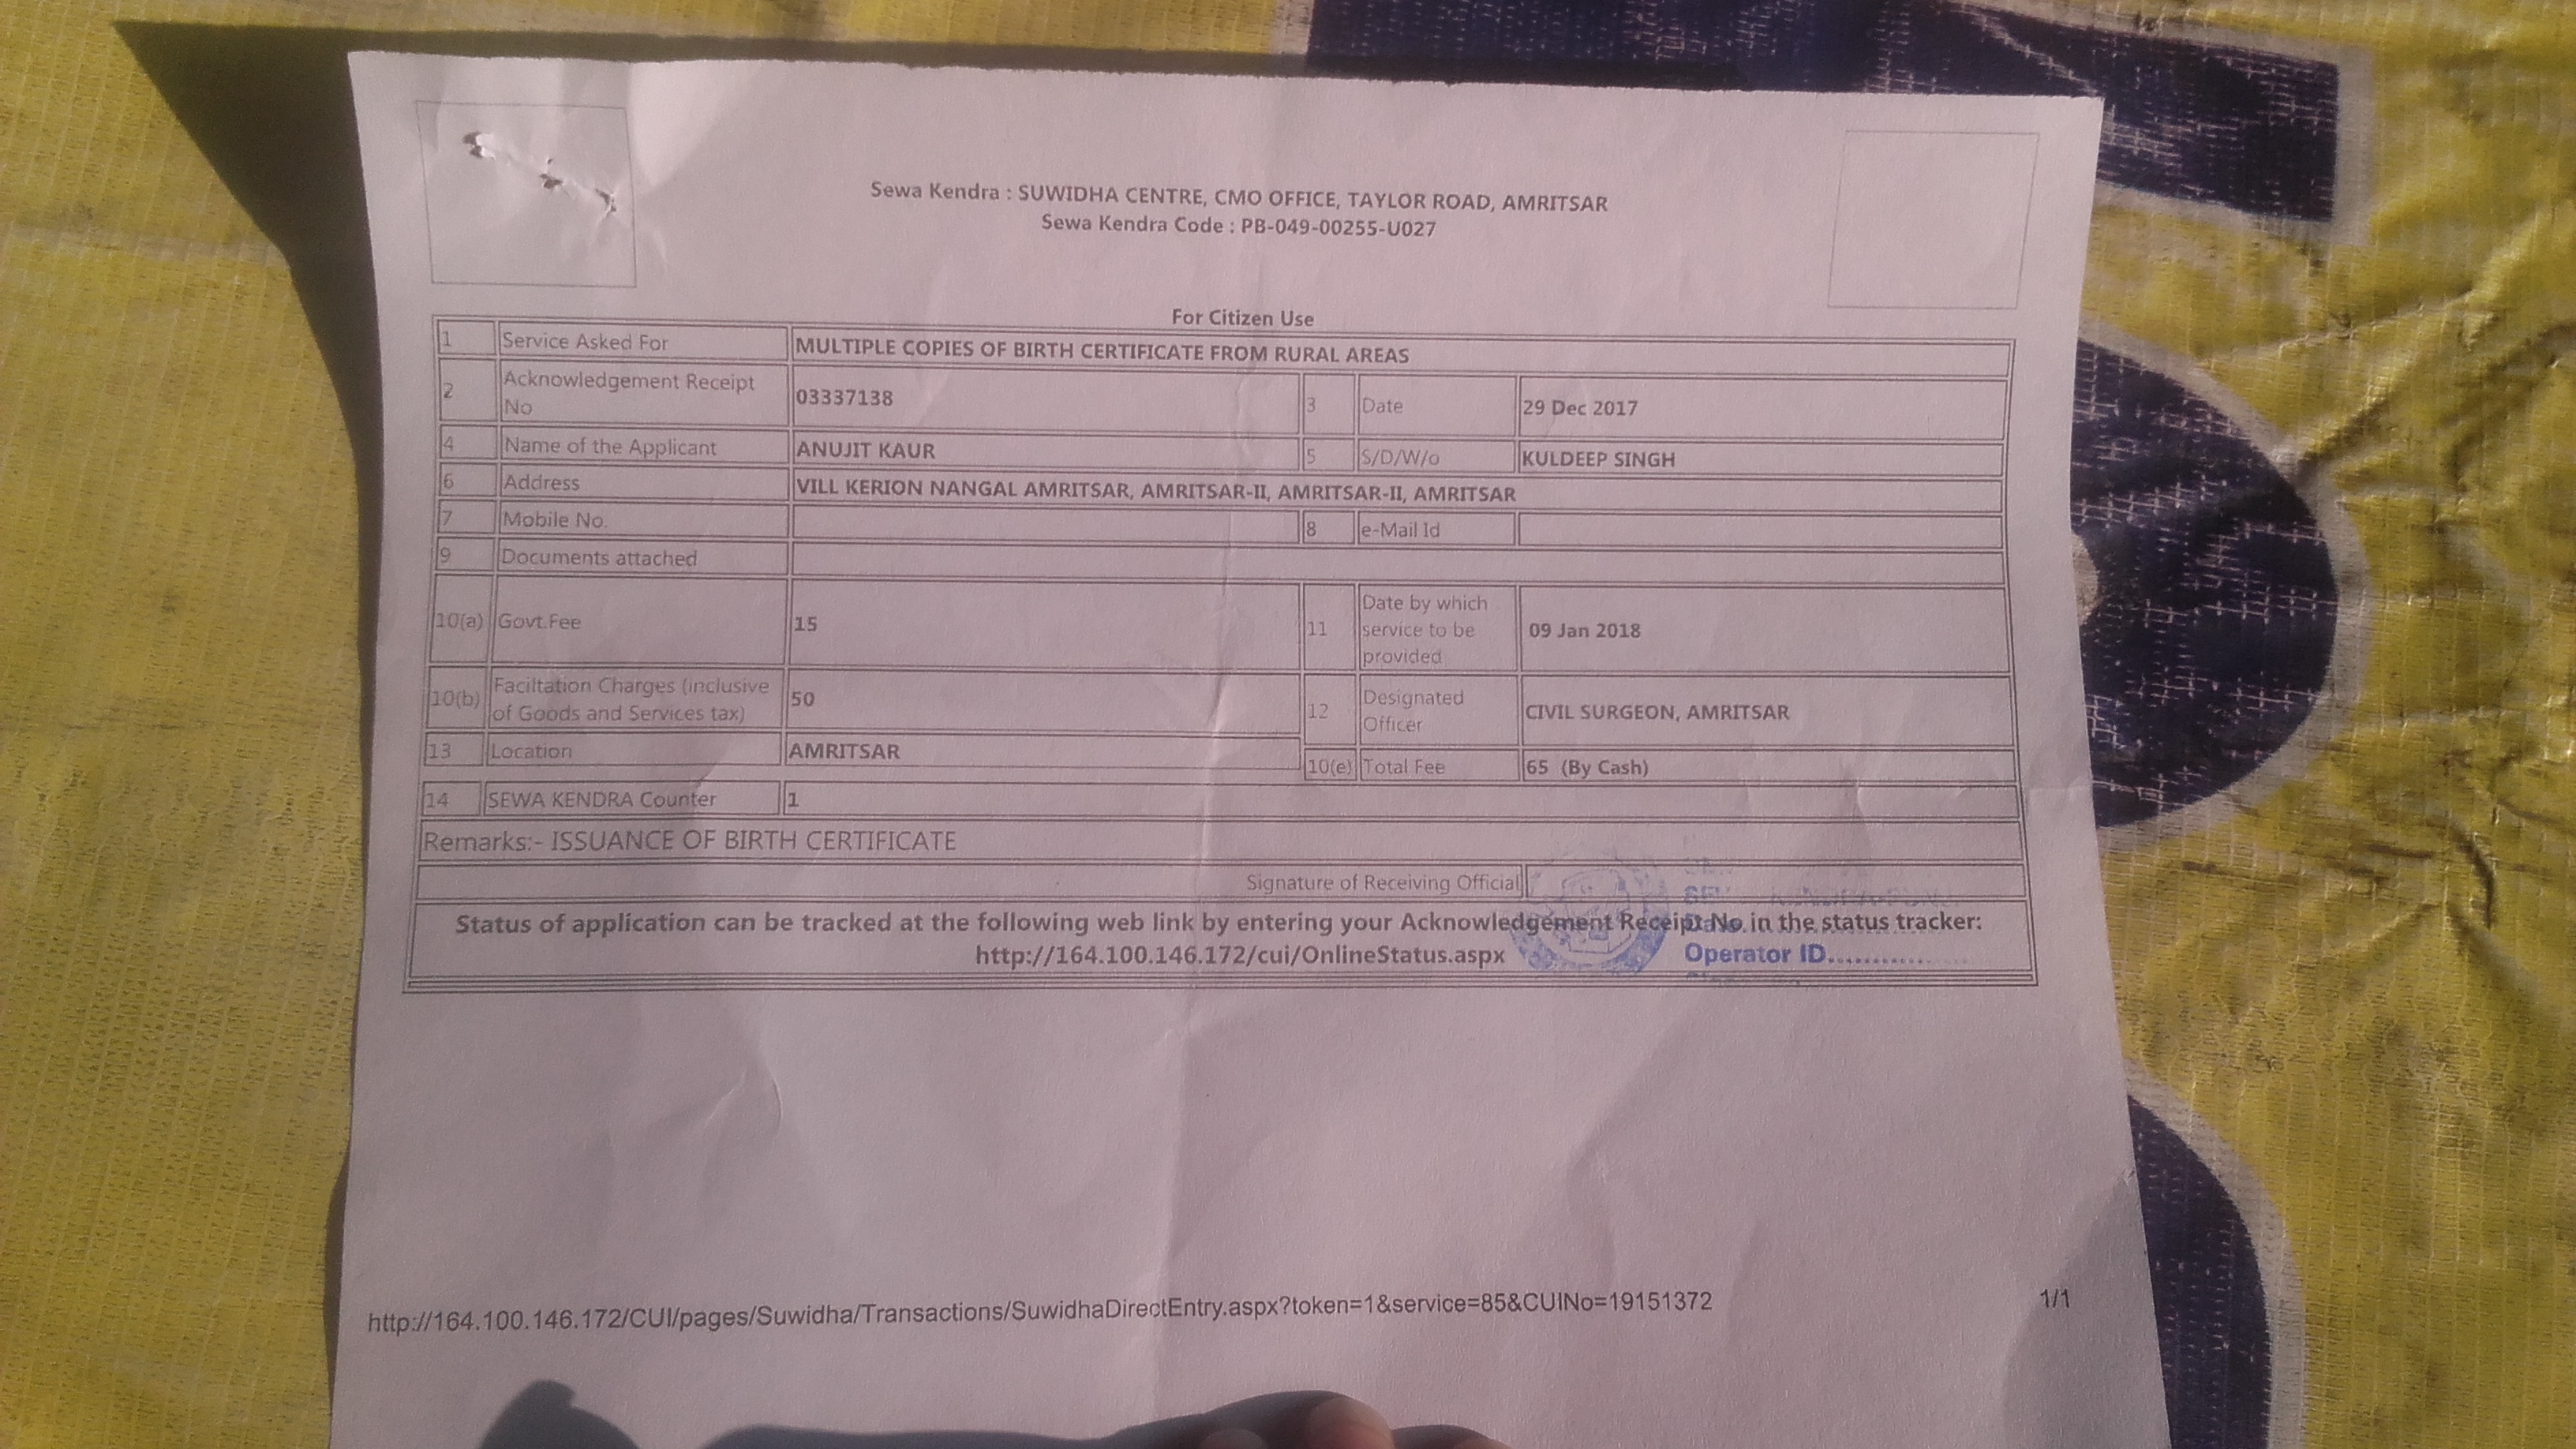 Sewa Kendra : SUWIDHA CENTRE, CMO OFFICE, TAYLOR ROAD, AMRITSAR
Sewa Kendra Code : PB-049-00255-U027
For Citizen Use
1 Service Asked For MULTIPLE COPIES OF BIRTH CERTIFICATE FROM RURAL AREAS
2 Acknowledgement Receipt No 03337138 3 Date 29 Dec 2017
4 Name of the Applicant ANUJIT KAUR 5 S/D/W/o KULDEEP SINGH
6 Address VILL KERION NANGAL AMRITSAR, AMRITSAR-II, AMRITSAR-II, AMRITSAR
7 Mobile No. 8 e-Mail Id
9 Documents attached
10(a) Govt.Fee 15 11 Date by which service to be provided 09 Jan 2018
10(b) Facilitation Charges (inclusive of Goods and Services tax) 50 12 Designated Officer CIVIL SURGEON, AMRITSAR
13 Location AMRITSAR 10(e) Total Fee 65 (By Cash)
14 SEWA KENDRA Counter 1
Remarks:- ISSUANCE OF BIRTH CERTIFICATE
Signature of Receiving Official
Status of application can be tracked at the following web link by entering your Acknowledgement Receipt No. in the status tracker:
http://164.100.146.172/cui/OnlineStatus.aspx
Operator ID...........
http://164.100.146.172/CUI/pages/Suwidha/Transactions/SuwidhaDirectEntry.aspx?token=1&service=85&CUINo=19151372
1/1